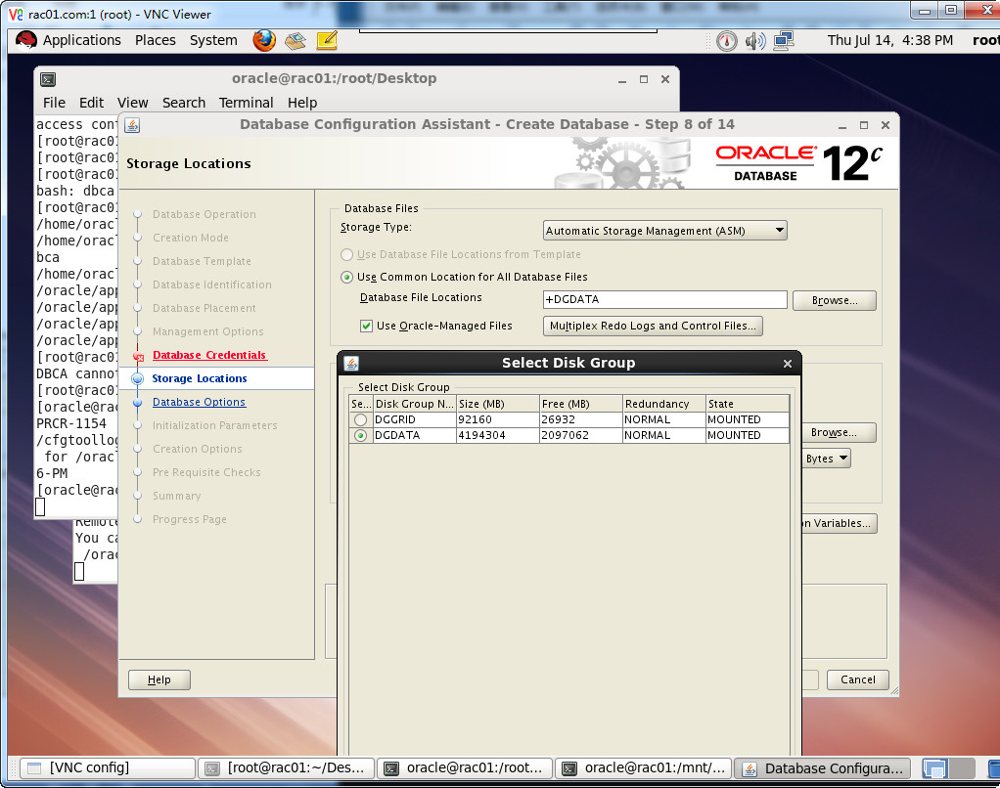 rac01.com:1 (root) - VNC Viewer
Applications Places System
Thu Jul 14, 4:38 PM root
oracle@rac01:/root/Desktop
File Edit View Search Terminal Help
access cont
[root@rac01
[root@rac01
[root@rac01
bash: dbca
[root@rac01
/home/oracl
/home/oracl
bca
/home/oracl
/oracle/app
/oracle/app
/oracle/app
/oracle/app
[root@rac01
DBCA cannot
[root@rac01
[oracle@rac
PRCR-1154
/cfgtoollog
for /oracl
6-PM
[oracle@rac
Remote
You ca
/orac
Database Configuration Assistant - Create Database - Step 8 of 14
Storage Locations
ORACLE
DATABASE
12c
Database Operation
Creation Mode
Database Template
Database Identification
Database Placement
Management Options
Database Credentials
Storage Locations
Database Options
Initialization Parameters
Creation Options
Pre Requisite Checks
Summary
Progress Page
Database Files
Storage Type:
Automatic Storage Management (ASM)
Use Database File Locations from Template
Use Common Location for All Database Files
Database File Locations
+DGDATA
Browse...
Use Oracle-Managed Files
Multiplex Redo Logs and Control Files...
Select Disk Group
Select Disk Group
Se... Disk Group N... Size (MB) Free (MB) Redundancy State
DGGRID 92160 26932 NORMAL MOUNTED
DGDATA 4194304 2097062 NORMAL MOUNTED
Browse...
Bytes
on Variables...
Help
Cancel
[VNC config]
[root@rac01:~/Des...
oracle@rac01:/root...
oracle@rac01:/mnt/...
Database Configura...